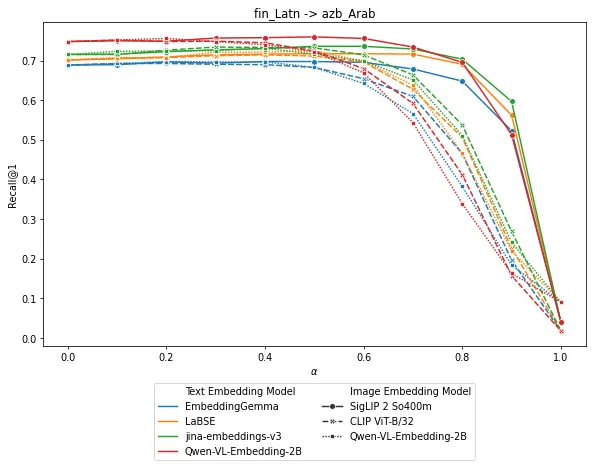 fin_Latn -> azb_Arab
Recall@1
0.7
0.6
0.5
0.4
0.3
0.2
0.1
0.0
0.0
0.2
0.4
0.6
0.8
1.0
α
Text Embedding Model
EmbeddingGemma
LaBSE
jina-embeddings-v3
Qwen-VL-Embedding-2B
Image Embedding Model
SigLIP 2 So400m
CLIP ViT-B/32
Qwen-VL-Embedding-2B